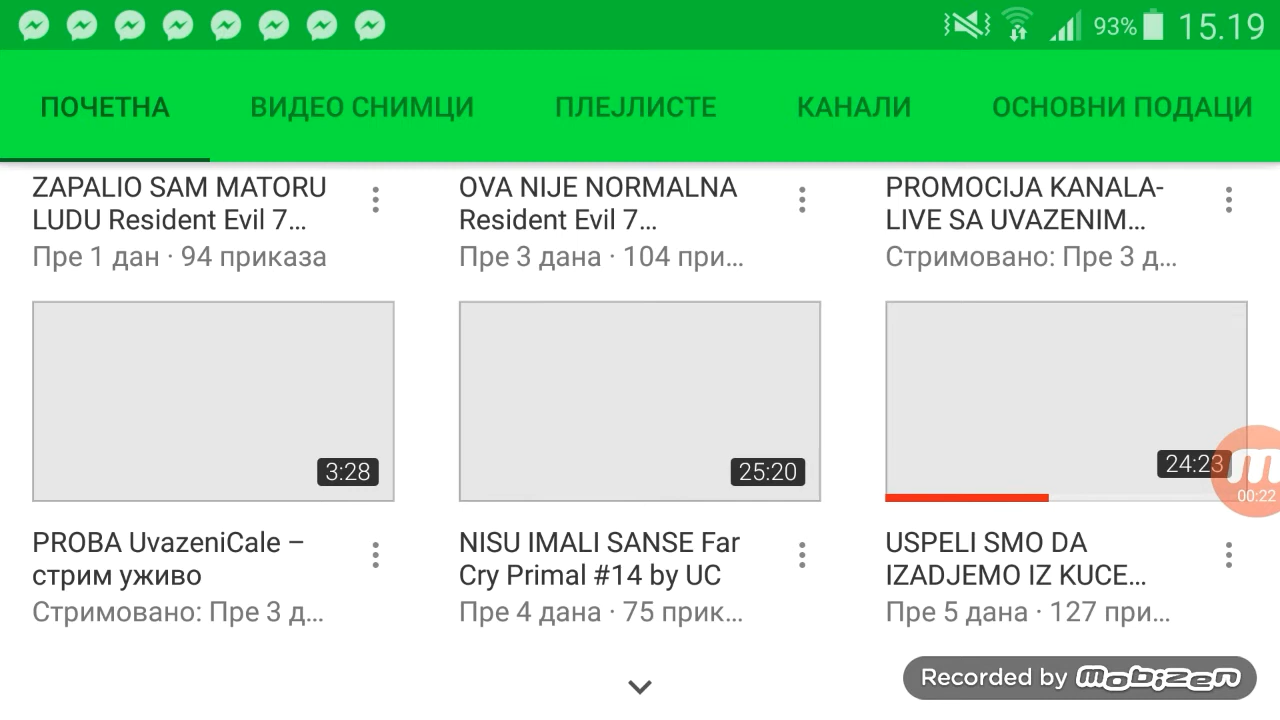 93% 15.19
ПОЧЕТНА ВИДЕО СНИМЦИ ПЛЕЈЛИСТЕ КАНАЛИ ОСНОВНИ ПОДАЦИ
ZAPALIO SAM MATORU
LUDU Resident Evil 7...
Пре 1 дан · 94 приказа
OVA NIJE NORMALNA
Resident Evil 7...
Пре 3 дана · 104 при...
PROMOCIJA KANALA-
LIVE SA UVAZENIM...
Стримовано: Пре 3 д...
3:28
PROBA UvazeniCale –
стрим уживо
Стримовано: Пре 3 д...
25:20
NISU IMALI SANSE Far
Cry Primal #14 by UC
Пре 4 дана · 75 прик...
24:23
00:22
USPELI SMO DA
IZADJEMO IZ KUCE...
Пре 5 дана · 127 при...
Recorded by mobizen